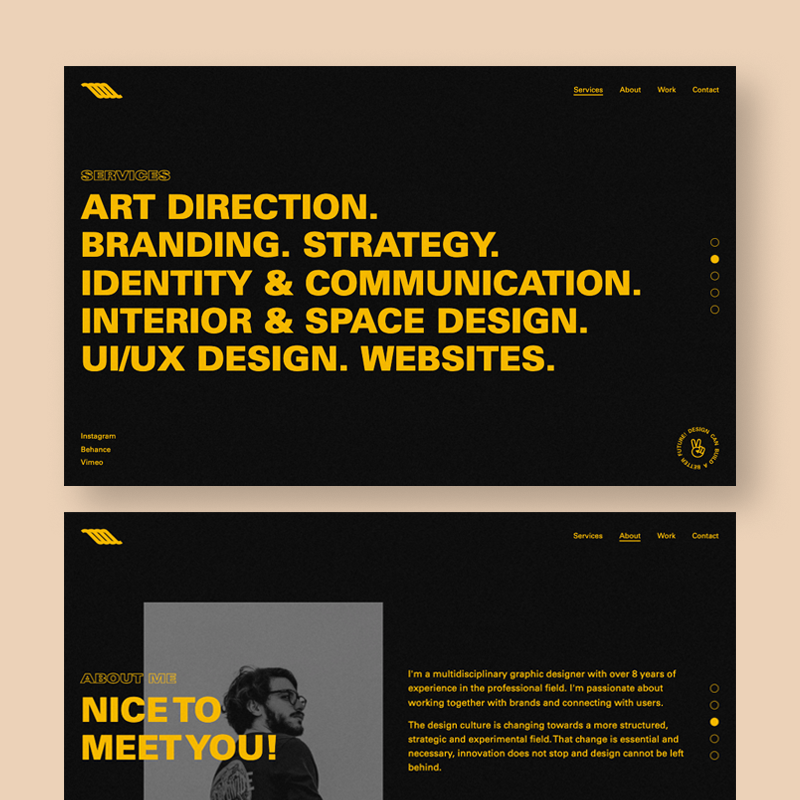 Services About Work Contact
SERVICES
ART DIRECTION.
BRANDING. STRATEGY.
IDENTITY & COMMUNICATION.
INTERIOR & SPACE DESIGN.
UI/UX DESIGN. WEBSITES.
Instagram
Behance
Vimeo
DESIGN CAN BUILD A BETTER FUTURE!
Services About Work Contact
ABOUT ME
NICE TO
MEET YOU!
I'm a multidisciplinary graphic designer with over 8 years of
experience in the professional field. I'm passionate about
working together with brands and connecting with users.
The design culture is changing towards a more structured,
strategic and experimental field. That change is essential and
necessary, innovation does not stop and design cannot be left
behind.